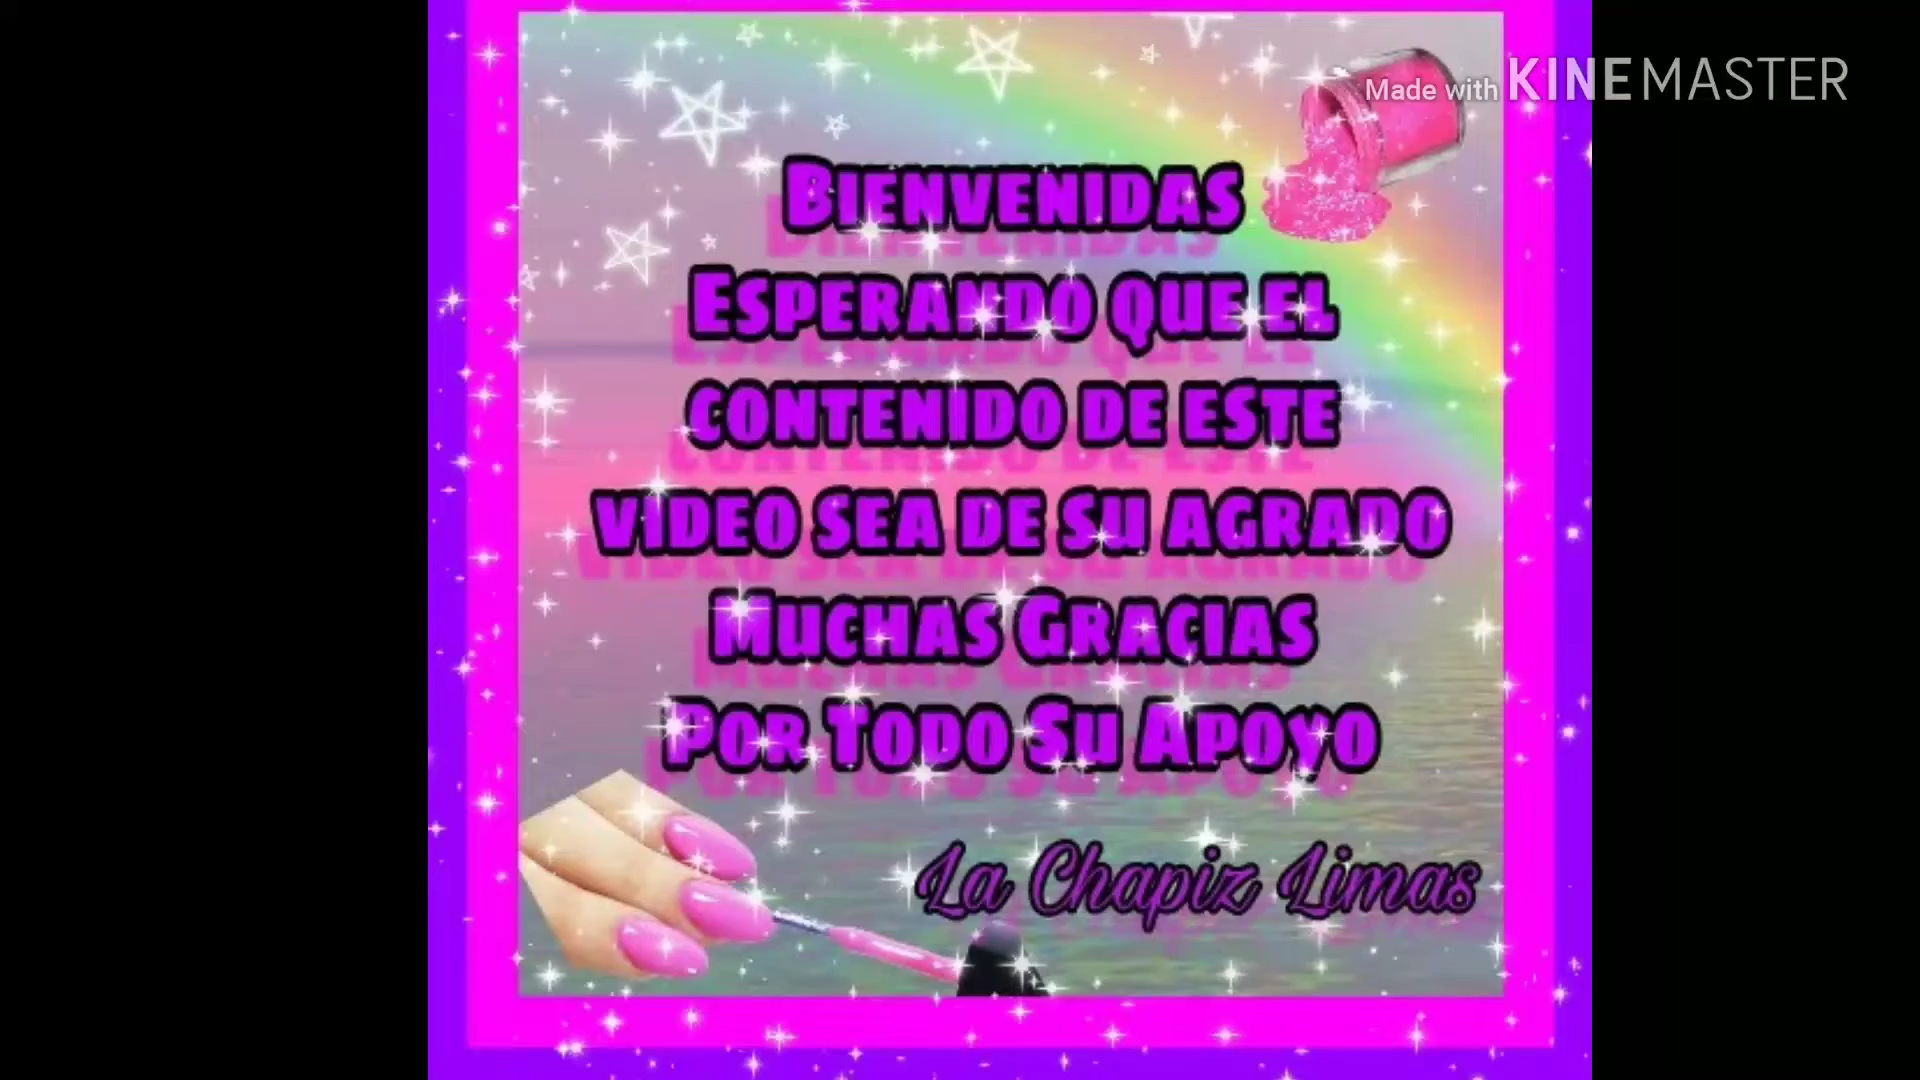 Made with KINEMASTER
BIENVENIDAS
ESPERANDO QUE EL
CONTENIDO DE ESTE
VIDEO SEA DE SU AGRADO
MUCHAS GRACIAS
POR TODO SU APOYO
La Chapiz Limas